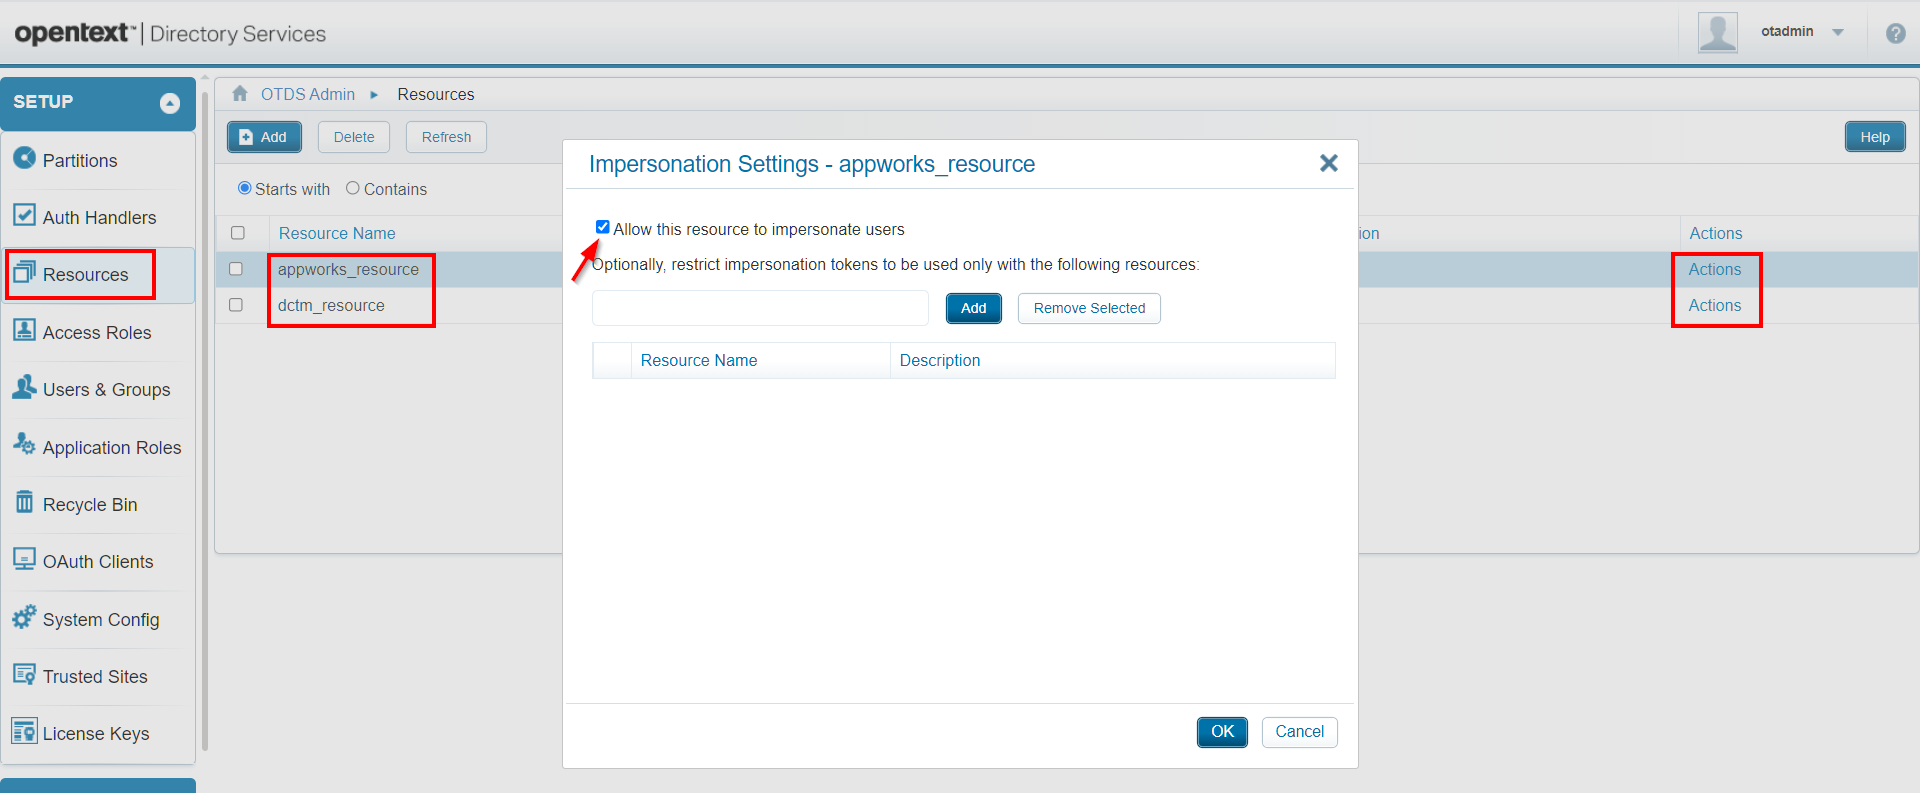 opentext™ | Directory Services
otadmin
?
SETUP
Partitions
Auth Handlers
Resources
Access Roles
Users & Groups
Application Roles
Recycle Bin
OAuth Clients
System Config
Trusted Sites
License Keys
OTDS Admin ▸ Resources
Add Delete Refresh Help
Starts with Contains
Resource Name ion Actions
appworks_resource Actions
dctm_resource Actions
Impersonation Settings - appworks_resource
Allow this resource to impersonate users
Optionally, restrict impersonation tokens to be used only with the following resources:
Add Remove Selected
Resource Name Description
OK Cancel